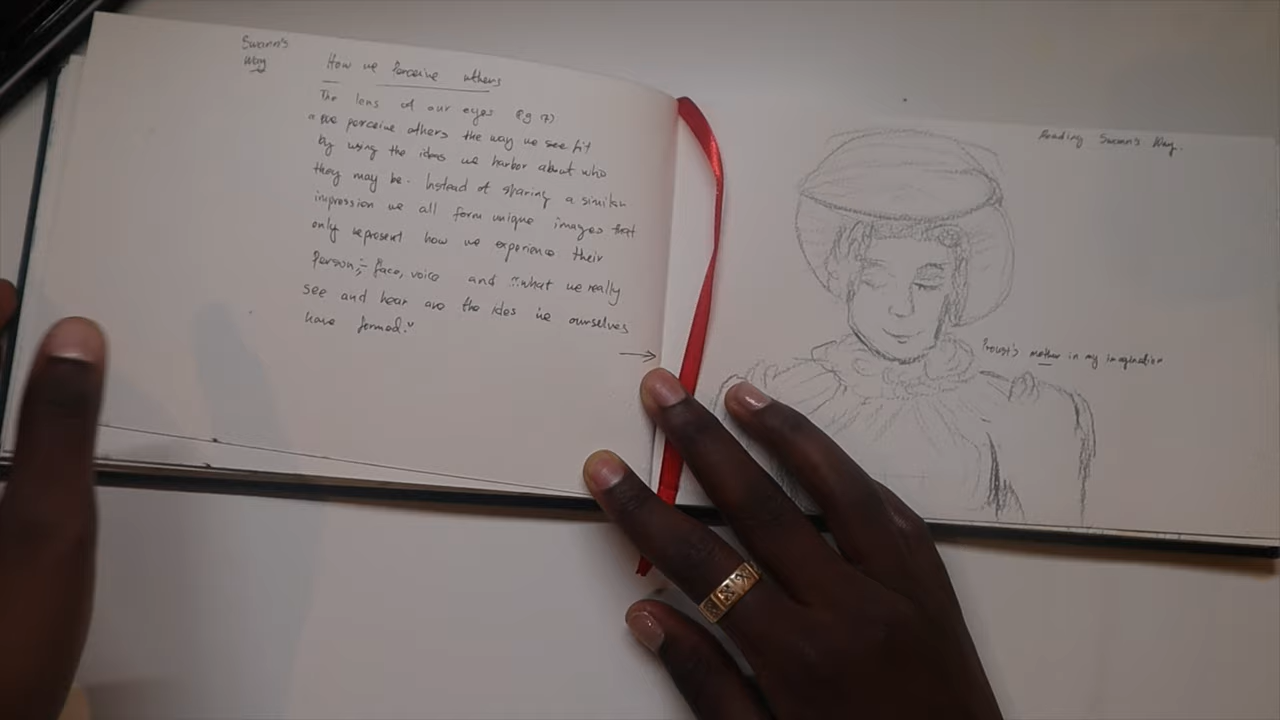 Swann's
Way
How we Perceive others
The lens of our eyes (Pg 7)
" We perceive others the way we see fit
by using the ideas we harbor about who
they may be. Instead of sharing a similar
impression we all form unique images that
only represent how we experience their
Person; face, voice and "what we really
see and hear are the ides we ourselves
have formed."
Reading Swann's Way.
Proust's mother in my imagination